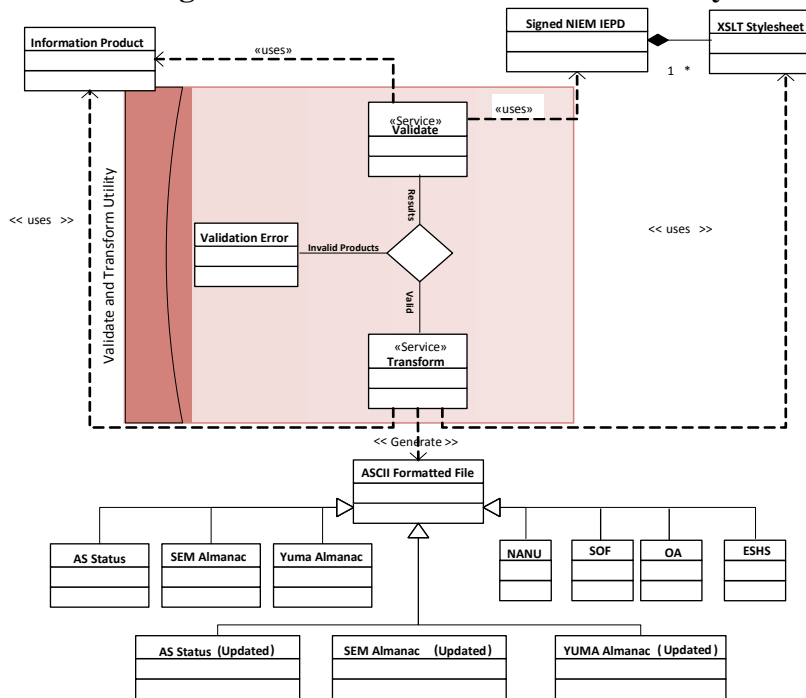 Signed NIEM IEPD
XSLT Stylesheet
Information Product
«uses»
1 *
«uses»
«Service»
Validate
Validate and Transform Utility
Results
<< uses >>
<< uses >>
Validation Error
Invalid Products
Valid
«Service»
Transform
<< Generate >>
ASCII Formatted File
AS Status
SEM Almanac
Yuma Almanac
NANU
SOF
OA
ESHS
AS Status (Updated)
SEM Almanac (Updated)
YUMA Almanac (Updated)